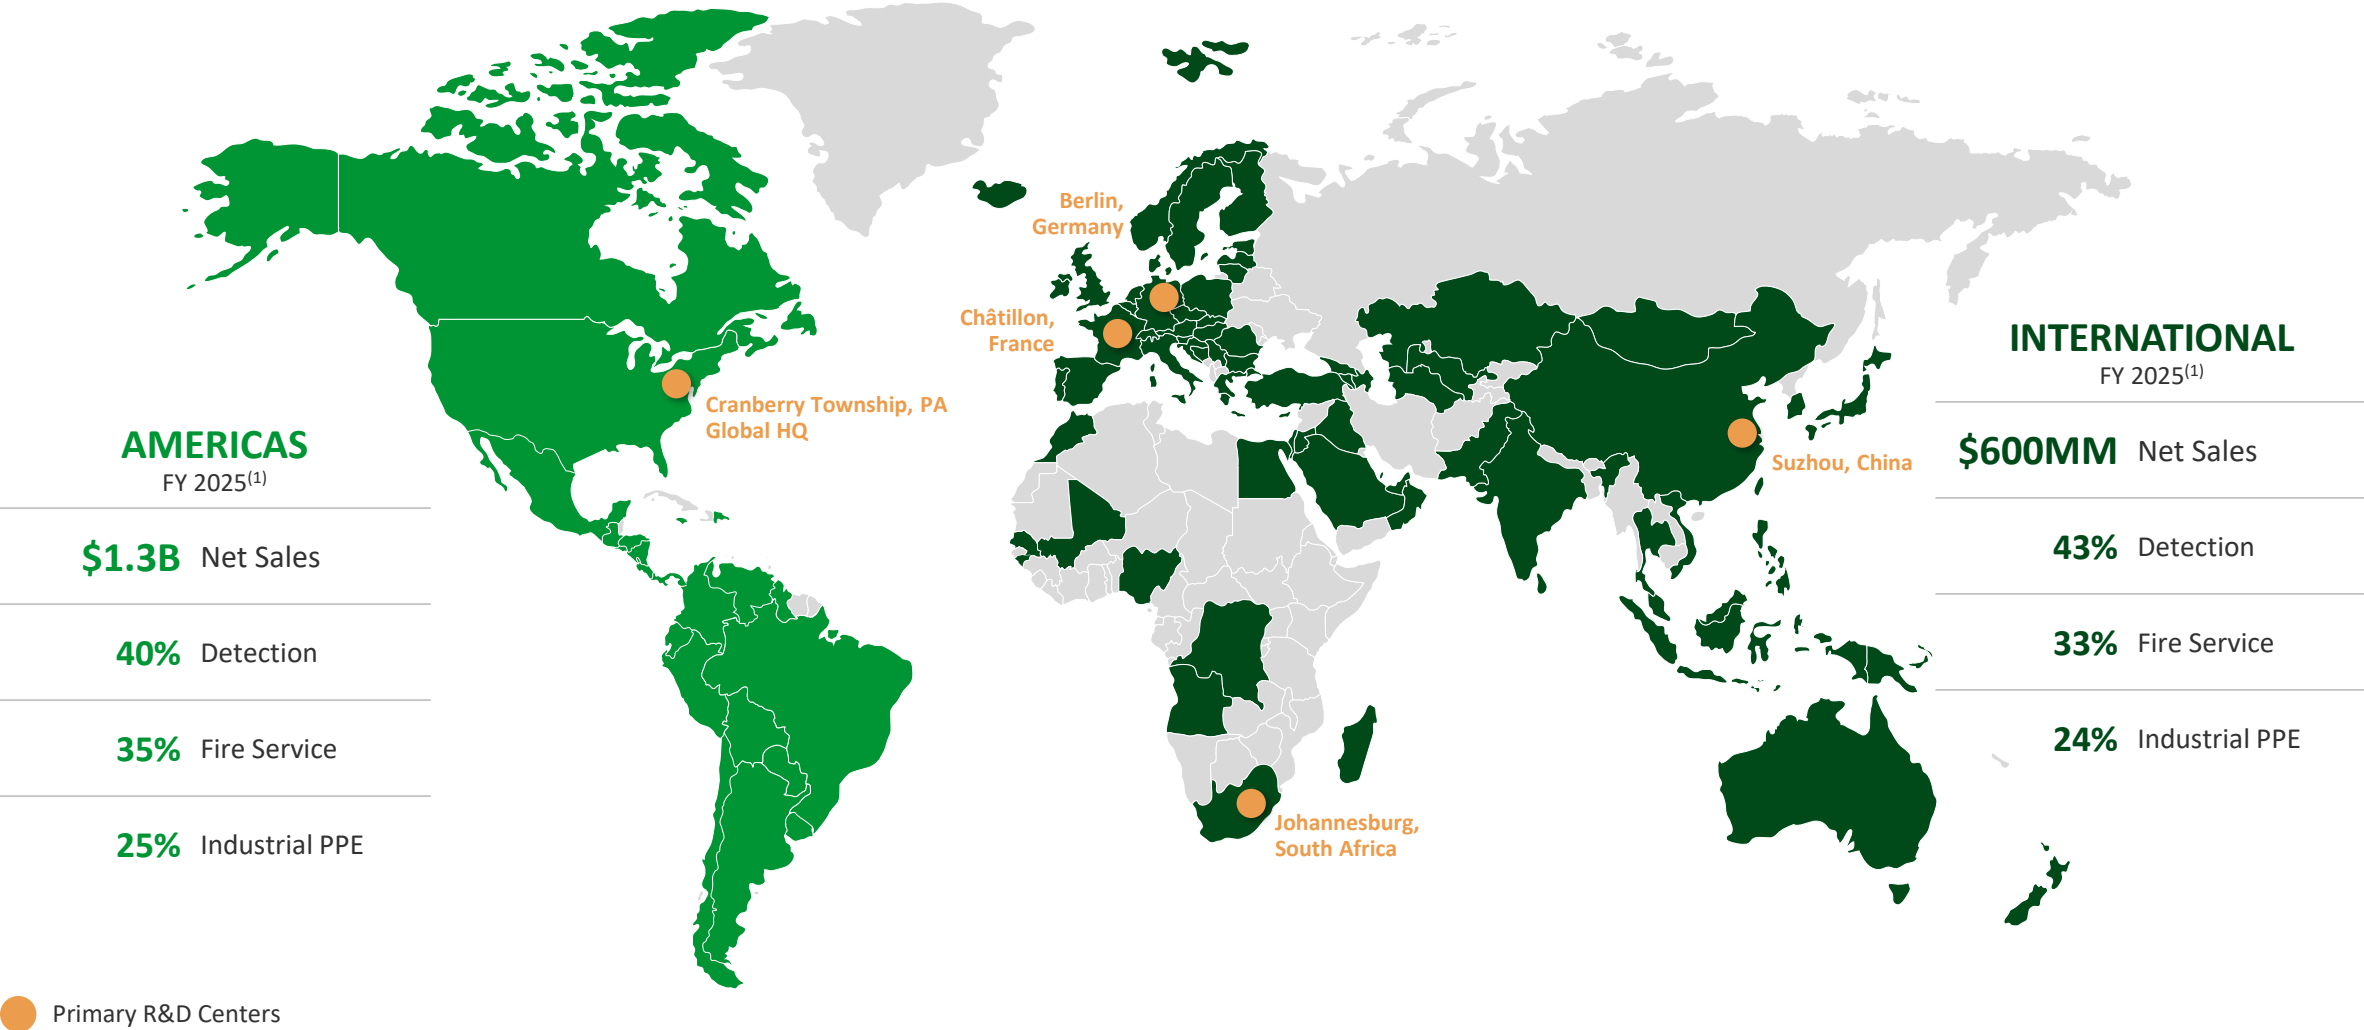 AMERICAS
FY 2025(1)
$1.3B Net Sales
40% Detection
35% Fire Service
25% Industrial PPE
Berlin,
Germany
Châtillon,
France
Cranberry Township, PA
Global HQ
Suzhou, China
Johannesburg,
South Africa
INTERNATIONAL
FY 2025(1)
$600MM Net Sales
43% Detection
33% Fire Service
24% Industrial PPE
Primary R&D Centers